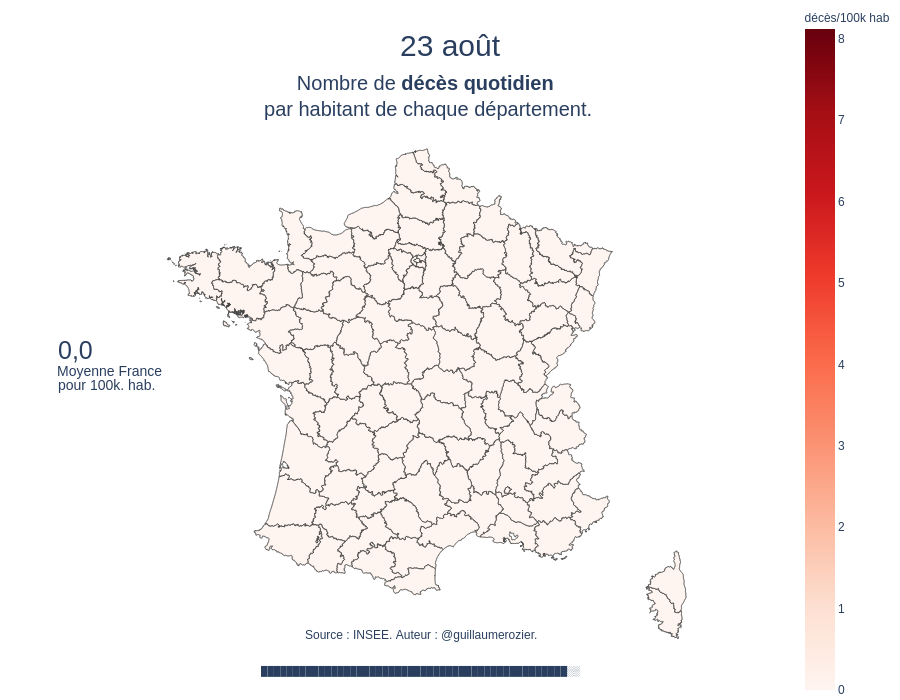 décès/100k hab
23 août
Nombre de décès quotidien
par habitant de chaque département.
8
7
6
5
4
3
2
1
0
0,0
Moyenne France
pour 100k. hab.
Source : INSEE. Auteur : @guillaumerozier.